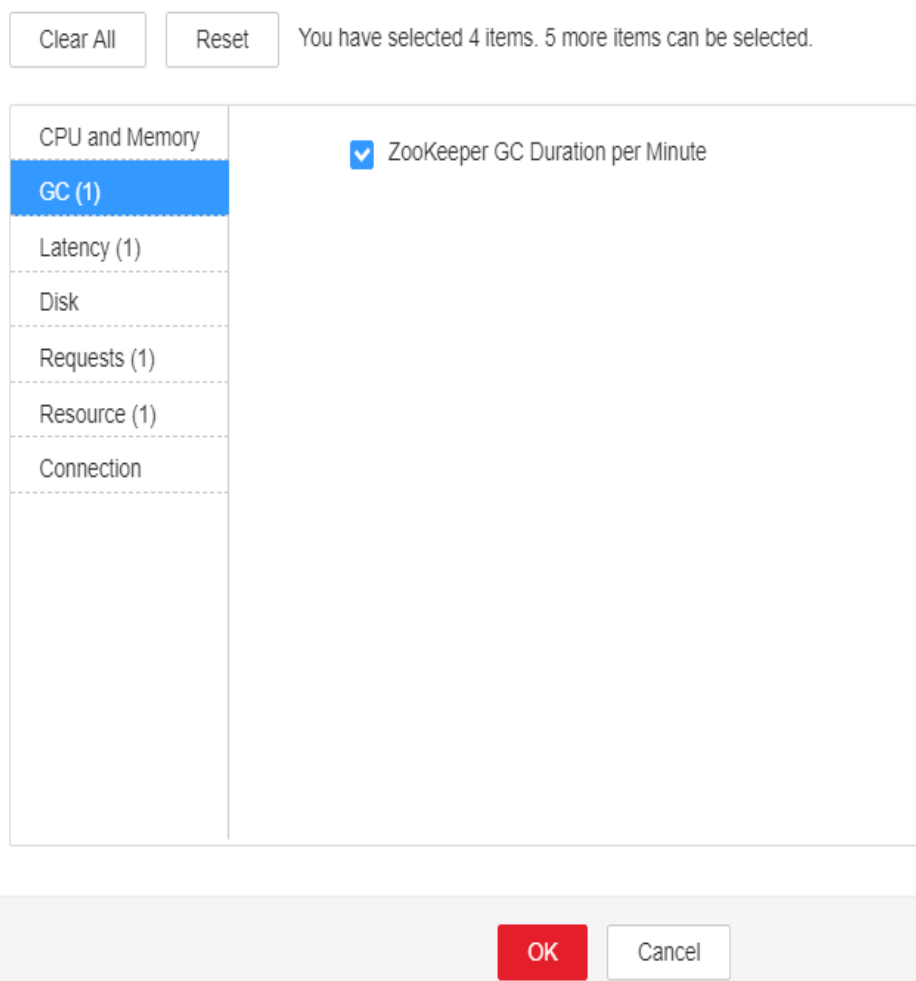 Clear All
Reset
You have selected 4 items. 5 more items can be selected.
CPU and Memory
GC (1)
Latency (1)
Disk
Requests (1)
Resource (1)
Connection
ZooKeeper GC Duration per Minute
OK
Cancel